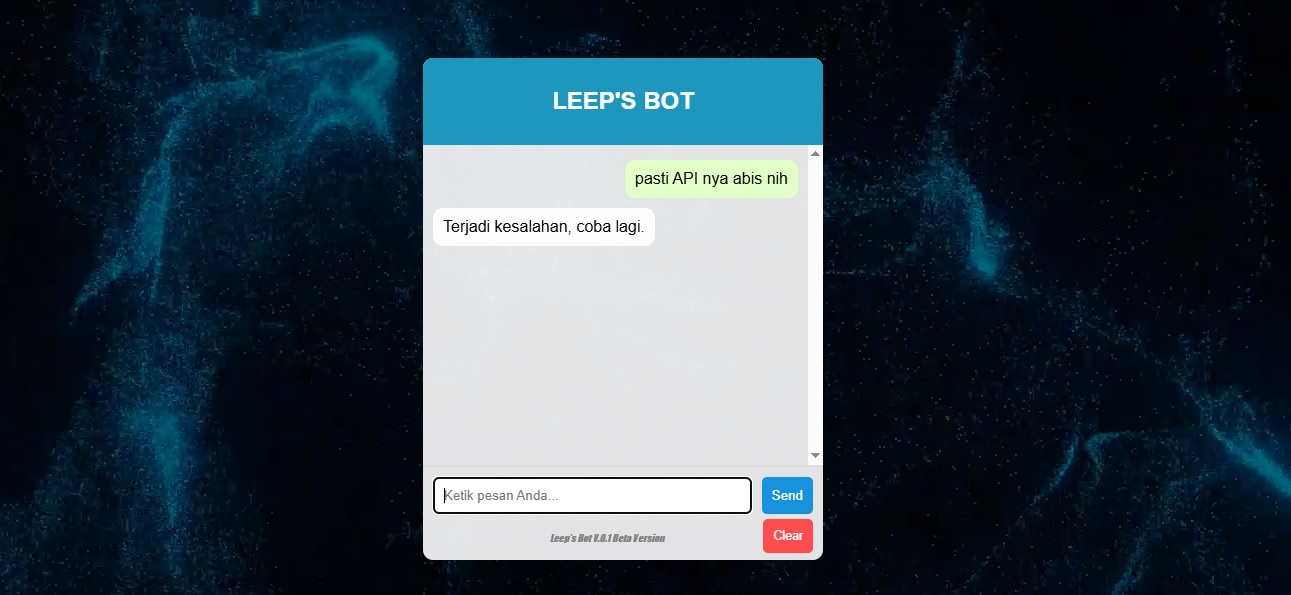 LEEP'S BOT
pasti API nya abis nih
Terjadi kesalahan, coba lagi.
Ketik pesan Anda...
Send
Leep's Bot V.0.1 Beta Version
Clear